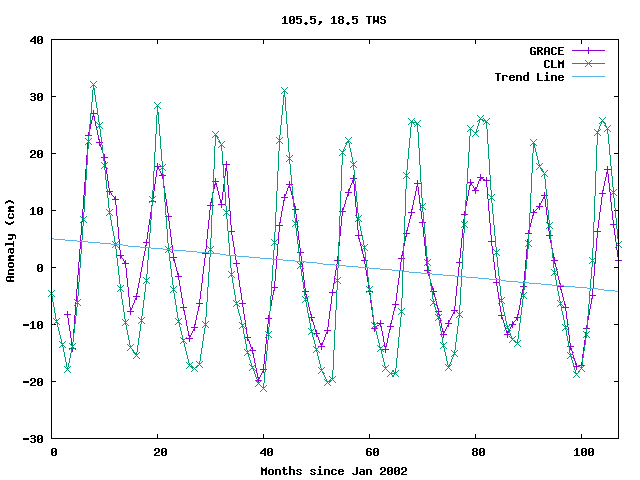 105.5, 18.5 TWS
GRACE
CLM
Trend Line
Anomaly (cm)
40
30
20
10
0
-10
-20
-30
0 20 40 60 80 100
Months since Jan 2002